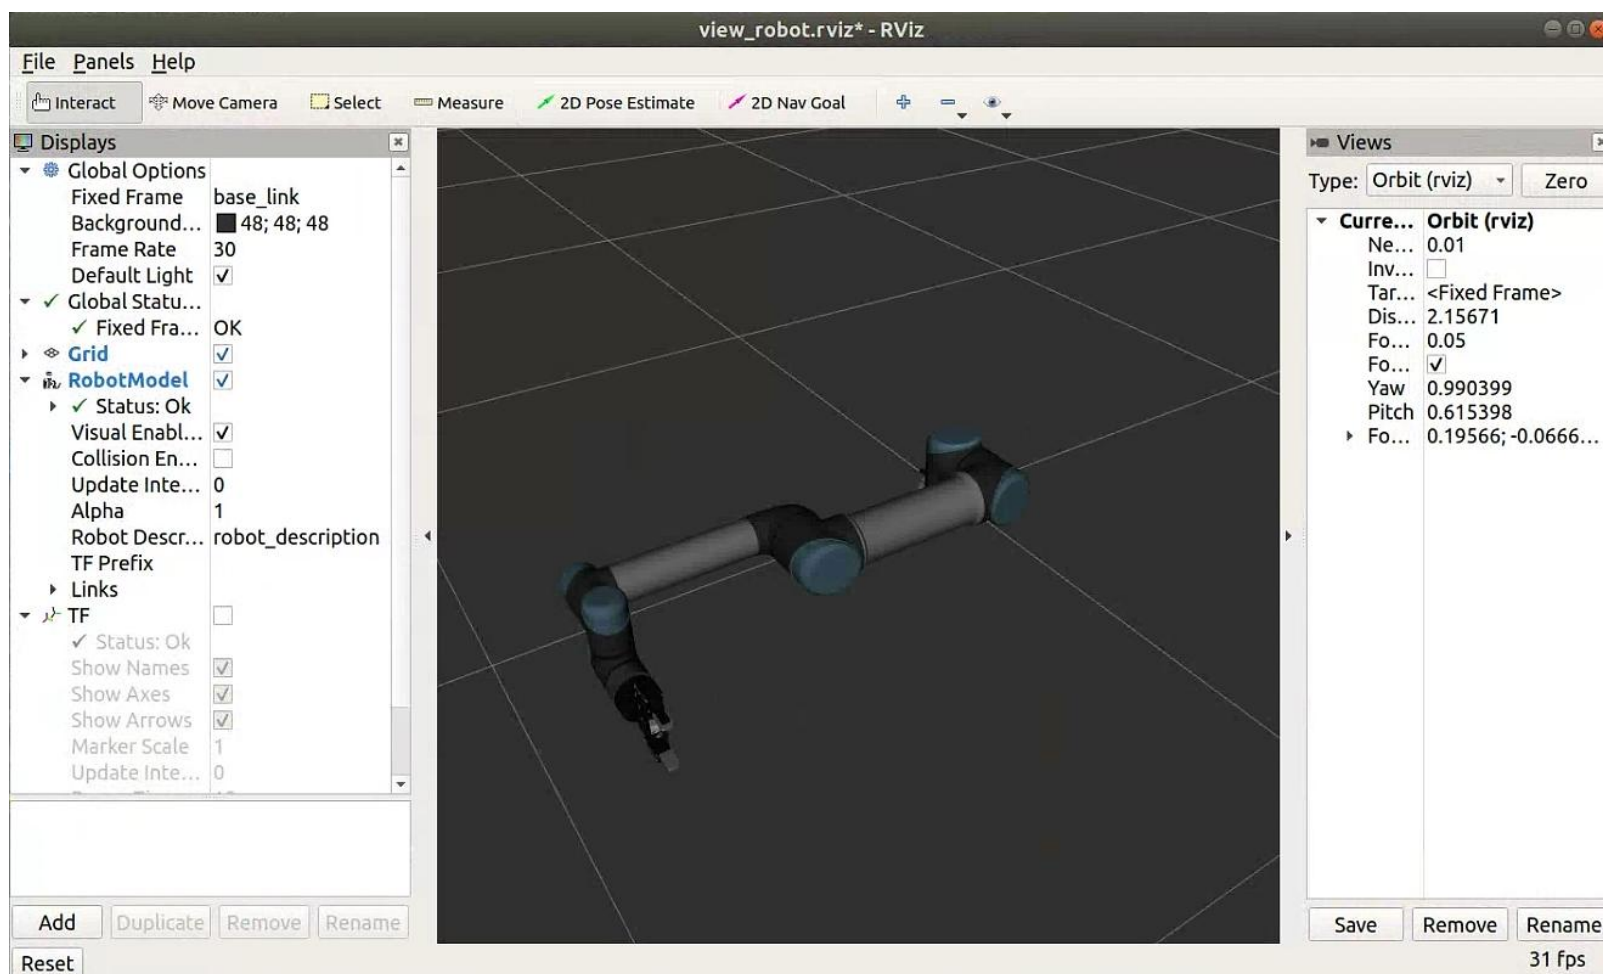 view_robot.rviz* - RViz
File Panels Help
Interact Move Camera Select Measure 2D Pose Estimate 2D Nav Goal
Displays
Global Options
Fixed Frame base_link
Background... 48; 48; 48
Frame Rate 30
Default Light
Global Statu...
Fixed Fra... OK
Grid
RobotModel
Status: Ok
Visual Enabl...
Collision En...
Update Inte... 0
Alpha 1
Robot Descr... robot_description
TF Prefix
Links
TF
Status: Ok
Show Names
Show Axes
Show Arrows
Marker Scale 1
Update Inte... 0
Add Duplicate Remove Rename
Reset
Views
Type: Orbit (rviz) Zero
Curre... Orbit (rviz)
Ne... 0.01
Inv...
Tar... <Fixed Frame>
Dis... 2.15671
Fo... 0.05
Fo...
Yaw 0.990399
Pitch 0.615398
Fo... 0.19566; -0.0666...
Save Remove Rename
31 fps